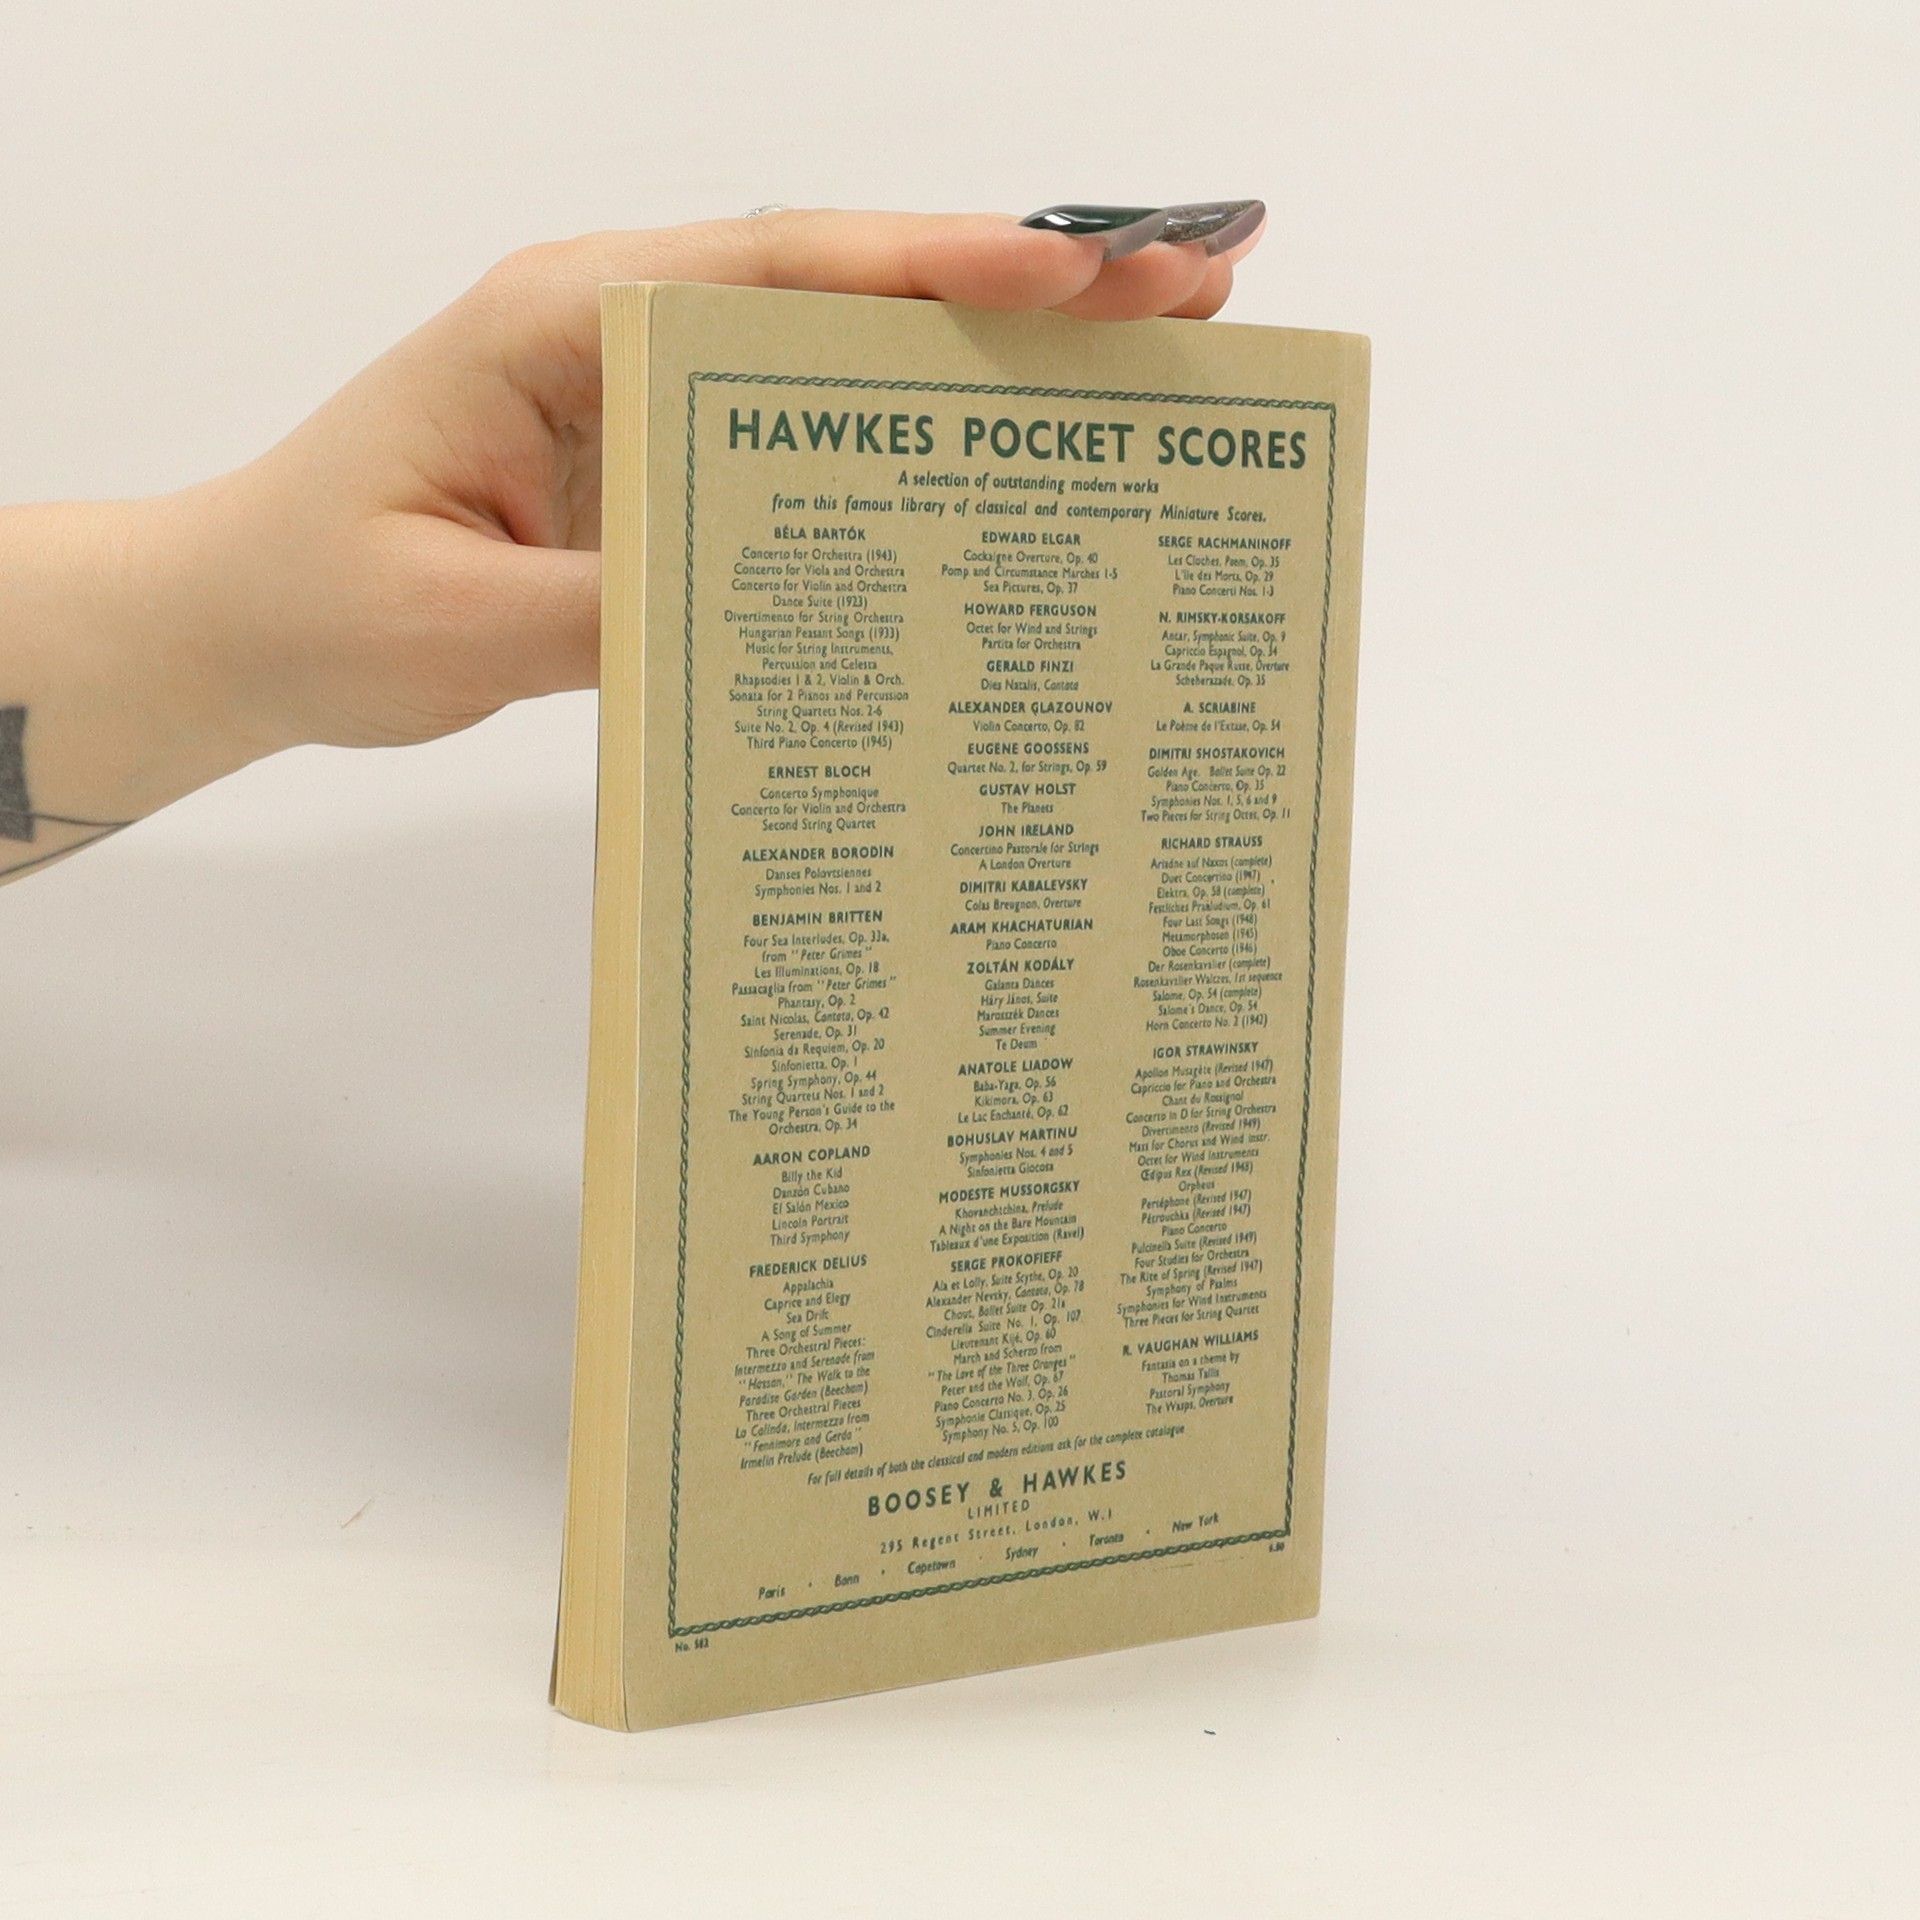 HAWKES POCKET SCORES
A selection of outstanding modern works
from this famous library of classical and contemporary Miniature Scores.
BÉLA BARTÓK
Concerto for Orchestra (1943)
Concerto for Viola and Orchestra
Concerto for Violin and Orchestra
Dance Suite (1923)
Divertimento for String Orchestra
Hungarian Peasant Songs (1933)
Music for String Instruments,
Percussion and Celesta
Rhapsodies 1 & 2, Violin & Orch.
Sonata for 2 Pianos and Percussion
String Quartets Nos. 2-6
Suite No. 2, Op. 4 (Revised 1943)
Third Piano Concerto (1945)
ERNEST BLOCH
Concerto Symphonique
Concerto for Violin and Orchestra
Second String Quartet
ALEXANDER BORODIN
Danses Polovtsiennes
Symphonies Nos. 1 and 2
BENJAMIN BRITTEN
Four Sea Interludes, Op. 33a,
from "Peter Grimes"
Les Illuminations, Op. 18
Passacaglia from "Peter Grimes"
Phantasy, Op. 2
Saint Nicolas, Cantata, Op. 42
Serenade, Op. 31
Sinfonia da Requiem, Op. 20
Sinfonietta, Op. 1
Spring Symphony, Op. 44
String Quartets Nos. 1 and 2
The Young Person's Guide to the
Orchestra, Op. 34
AARON COPLAND
Billy the Kid
Danzón Cubano
El Salón Mexico
Lincoln Portrait
Third Symphony
FREDERICK DELIUS
Appalachia
Caprice and Elegy
Sea Drift
A Song of Summer
Three Orchestral Pieces:
Intermezzo and Serenade from
"Hassan," The Walk to the
Paradise Garden (Beecham)
Three Orchestral Pieces
La Calinda, Intermezzo from
"Fennimore and Gerda"
Irmelin Prelude (Beecham)
EDWARD ELGAR
Cockaigne Overture, Op. 40
Pomp and Circumstance Marches 1-5
Sea Pictures, Op. 37
HOWARD FERGUSON
Octet for Wind and Strings
Partita for Orchestra
GERALD FINZI
Dies Natalis, Cantata
ALEXANDER GLAZOUNOV
Violin Concerto, Op. 82
EUGENE GOOSSENS
Quartet No. 2, for Strings, Op. 59
GUSTAV HOLST
The Planets
JOHN IRELAND
Concertino Pastorale for Strings
A London Overture
DIMITRI KABALEVSKY
Colas Breugnon, Overture
ARAM KHACHATURIAN
Piano Concerto
ZOLTÁN KODÁLY
Galanta Dances
Háry János, Suite
Marosszék Dances
Summer Evening
Te Deum
ANATOLE LIADOW
Baba-Yaga, Op. 56
Kikimora, Op. 63
Le Lac Enchanté, Op. 62
BOHUSLAV MARTINU
Symphonies Nos. 4 and 5
Sinfonietta Giocosa
MODESTE MUSSORGSKY
Khovanchtchina, Prelude
A Night on the Bare Mountain
Tableaux d'une Exposition (Ravel)
SERGE PROKOFIEFF
Ala et Lolly, Suite Scythe, Op. 20
Alexander Nevsky, Cantata, Op. 78
Chout, Ballet Suite Op. 21a
Cinderella Suite No. 1, Op. 107
Lieutenant Kijé, Op. 60
March and Scherzo from
"The Love of the Three Oranges"
Peter and the Wolf, Op. 67
Piano Concerto No. 3, Op. 26
Symphonie Classique, Op. 25
Symphony No. 5, Op. 100
SERGE RACHMANINOFF
Les Cloches, Poem, Op. 35
L'Ile des Morts, Op. 29
Piano Concerti Nos. 1-3
N. RIMSKY-KORSAKOFF
Antar, Symphonic Suite, Op. 9
Capriccio Espagnol, Op. 34
La Grande Paque Russe, Overture
Scheherazade, Op. 35
A. SCRIABINE
Le Poème de l'Extase, Op. 54
DIMITRI SHOSTAKOVICH
Golden Age. Ballet Suite Op. 22
Piano Concerto, Op. 35
Symphonies Nos. 1, 5, 6 and 9
Two Pieces for String Octet, Op. 11
RICHARD STRAUSS
Ariadne auf Naxos (complete)
Duet Concertino (1947)
Elektra, Op. 58 (complete)
Festliches Praeludium, Op. 61
Four Last Songs (1948)
Metamorphosen (1945)
Oboe Concerto (1946)
Der Rosenkavalier (complete)
Rosenkavalier Waltzes, 1st sequence
Salome, Op. 54 (complete)
Salome's Dance, Op. 54
Horn Concerto No. 2 (1942)
IGOR STRAWINSKY
Apollon Musagète (Revised 1947)
Capriccio for Piano and Orchestra
Chant du Rossignol
Concerto in D for String Orchestra
Divertimento (Revised 1949)
Mass for Chorus and Wind Instr.
Octet for Wind Instruments
Œdipus Rex (Revised 1948)
Orpheus
Perséphone (Revised 1947)
Pétrouchka (Revised 1947)
Piano Concerto
Pulcinella Suite (Revised 1949)
Four Studies for Orchestra
The Rite of Spring (Revised 1947)
Symphony of Psalms
Symphonies for Wind Instruments
Three Pieces for String Quartet
R. VAUGHAN WILLIAMS
Fantasia on a theme by
Thomas Tallis
Pastoral Symphony
The Wasps, Overture
For full details of both the classical and modern editions ask for the complete catalogue
BOOSEY & HAWKES
LIMITED
295 Regent Street, London, W.1
Paris · Bonn · Capetown · Sydney · Toronto · New York
No. 582